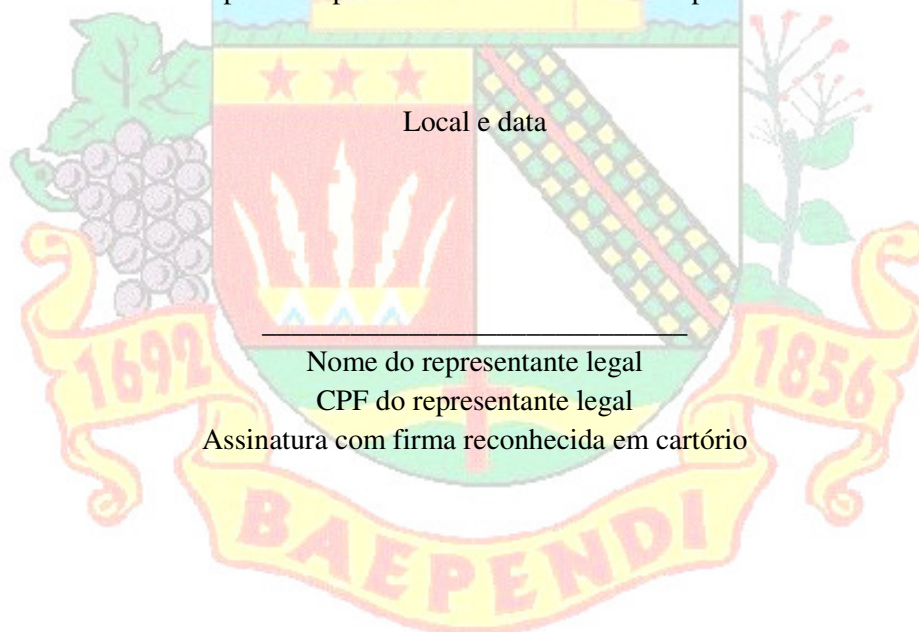 Local e data
________________________________
Nome do representante legal
CPF do representante legal
Assinatura com firma reconhecida em cartório
1692
1856
BAEPENDI